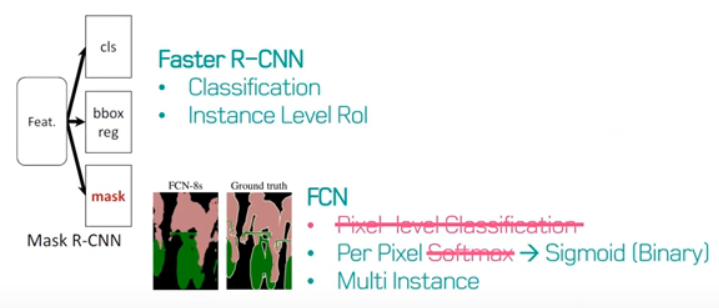 cls
Feat.
bbox
reg
mask
Mask R-CNN
Faster R-CNN
• Classification
• Instance Level RoI
FCN-8s
Ground truth
FCN
• Pixel-level Classification
• Per Pixel Softmax → Sigmoid (Binary)
• Multi Instance